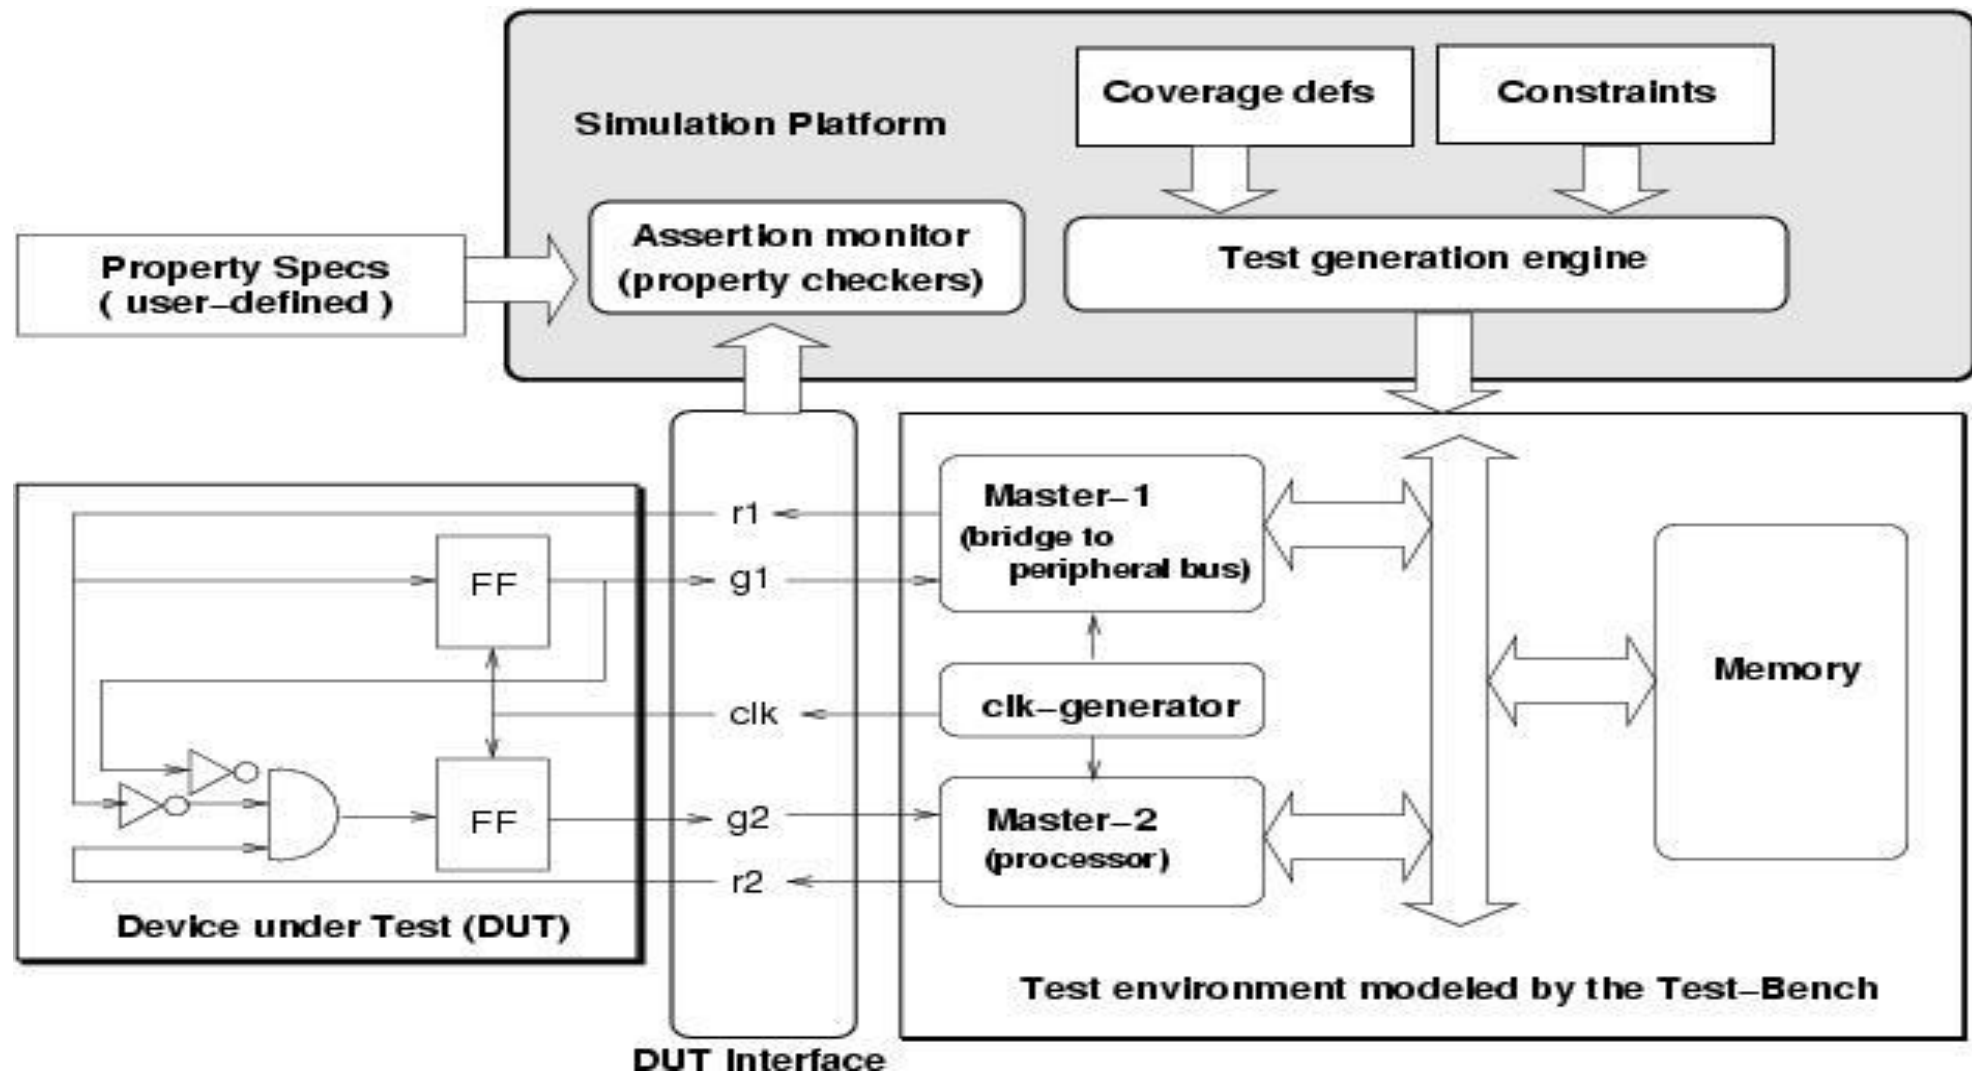 Simulation Platform
Coverage defs
Constraints
Property Specs
( user–defined )
Assertion monitor
(property checkers)
Test generation engine
r1
g1
clk
g2
r2
FF
FF
Device under Test (DUT)
DUT Interface
Master–1
(bridge to
peripheral bus)
clk–generator
Master–2
(processor)
Memory
Test environment modeled by the Test–Bench